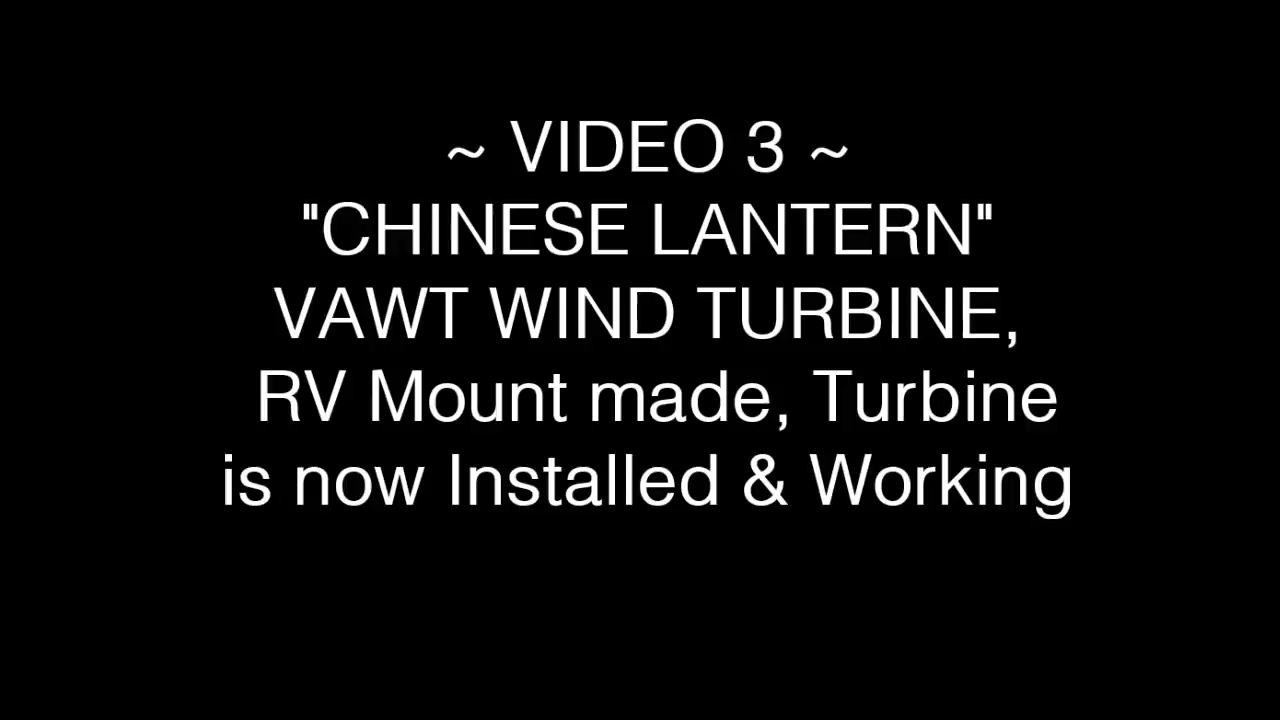 ~ VIDEO 3 ~
"CHINESE LANTERN"
VAWT WIND TURBINE,
RV Mount made, Turbine
is now Installed & Working